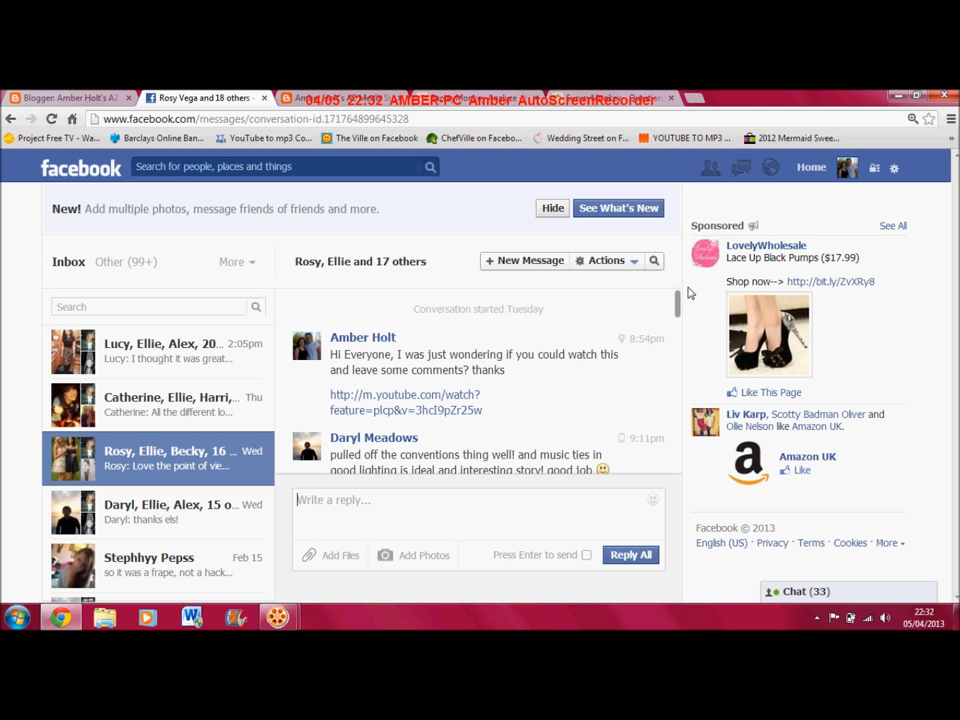 Blogger: Amber Holt's A2
Rosy Vega and 18 others -
04/05 22:32 AMBER-PC Amber AutoScreenRecorder
www.facebook.com/messages/conversation-id.171764899645328
Project Free TV - Wa...
Barclays Online Ban...
YouTube to mp3 Co...
The Ville on Facebook
ChefVille on Facebo...
Wedding Street on F...
YOUTUBE TO MP3 ...
2012 Mermaid Swee...
facebook
Search for people, places and things
Home
New! Add multiple photos, message friends of friends and more.
Hide
See What's New
Inbox
Other (99+)
More
Rosy, Ellie and 17 others
+ New Message
Actions
Search
Lucy, Ellie, Alex, 20... 2:05pm
Lucy: I thought it was great...
Catherine, Ellie, Harri,... Thu
Catherine: All the different lo...
Rosy, Ellie, Becky, 16 ... Wed
Rosy: Love the point of vie...
Daryl, Ellie, Alex, 15 o... Wed
Daryl: thanks els!
Stephhyy Pepss Feb 15
so it was a frape, not a hack...
Conversation started Tuesday
Amber Holt 8:54pm
Hi Everyone, I was just wondering if you could watch this
and leave some comments? thanks
http://m.youtube.com/watch?
feature=plcp&v=3hcI9pZr25w
Daryl Meadows 9:11pm
pulled off the conventions thing well! and music ties in
good lighting is ideal and interesting story! good job
Write a reply...
Add Files
Add Photos
Press Enter to send
Reply All
Sponsored
See All
LovelyWholesale
Lace Up Black Pumps ($17.99)
Shop now--> http://bit.ly/ZvXRy8
Like This Page
Liv Karp, Scotty Badman Oliver and
Ollie Nelson like Amazon UK.
Amazon UK
Like
Facebook © 2013
English (US) · Privacy · Terms · Cookies · More
Chat (33)
22:32
05/04/2013